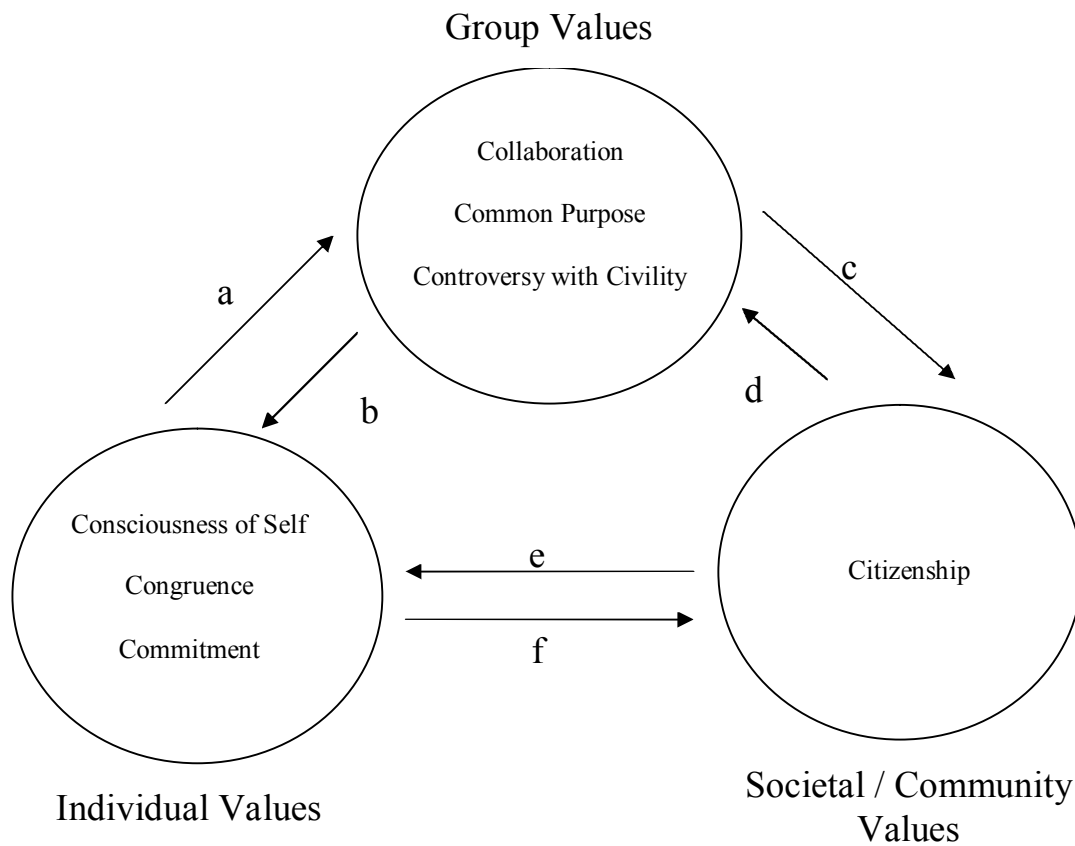 Group Values
Collaboration
Common Purpose
Controversy with Civility
a
c
b
d
Consciousness of Self
Congruence
Commitment
e
f
Citizenship
Individual Values
Societal / Community
Values